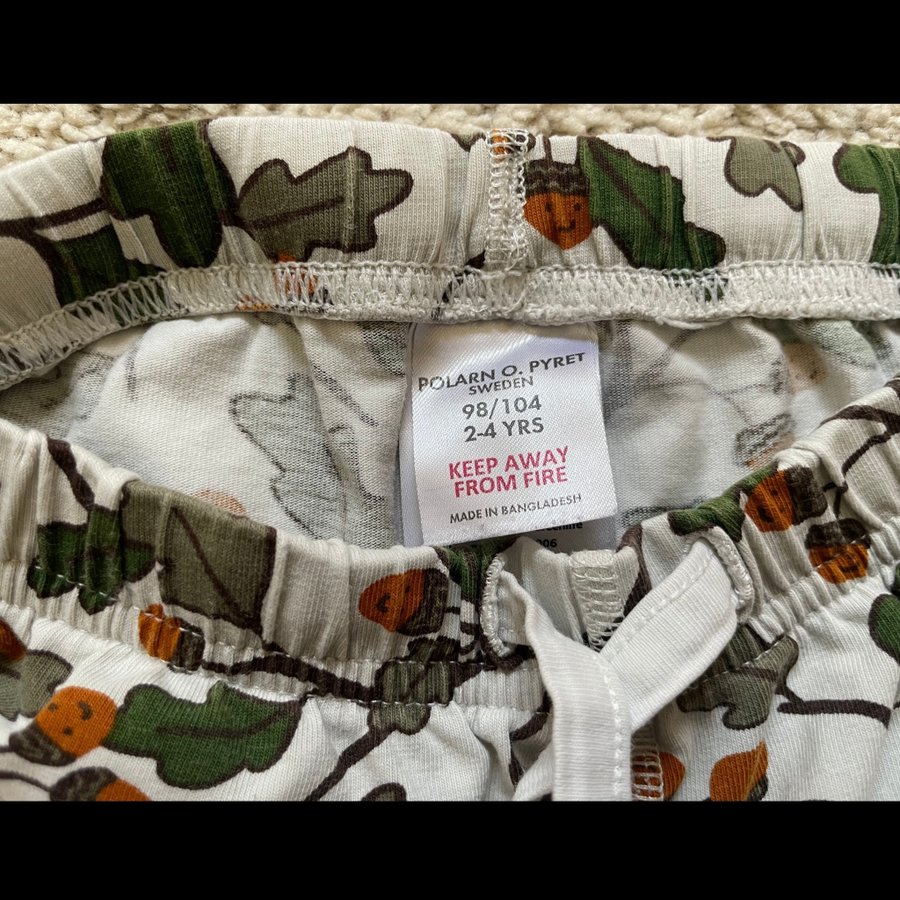 POLARN O. PYRET
SWEDEN
98/104
2-4 YRS
KEEP AWAY
FROM FIRE
MADE IN BANGLADESH